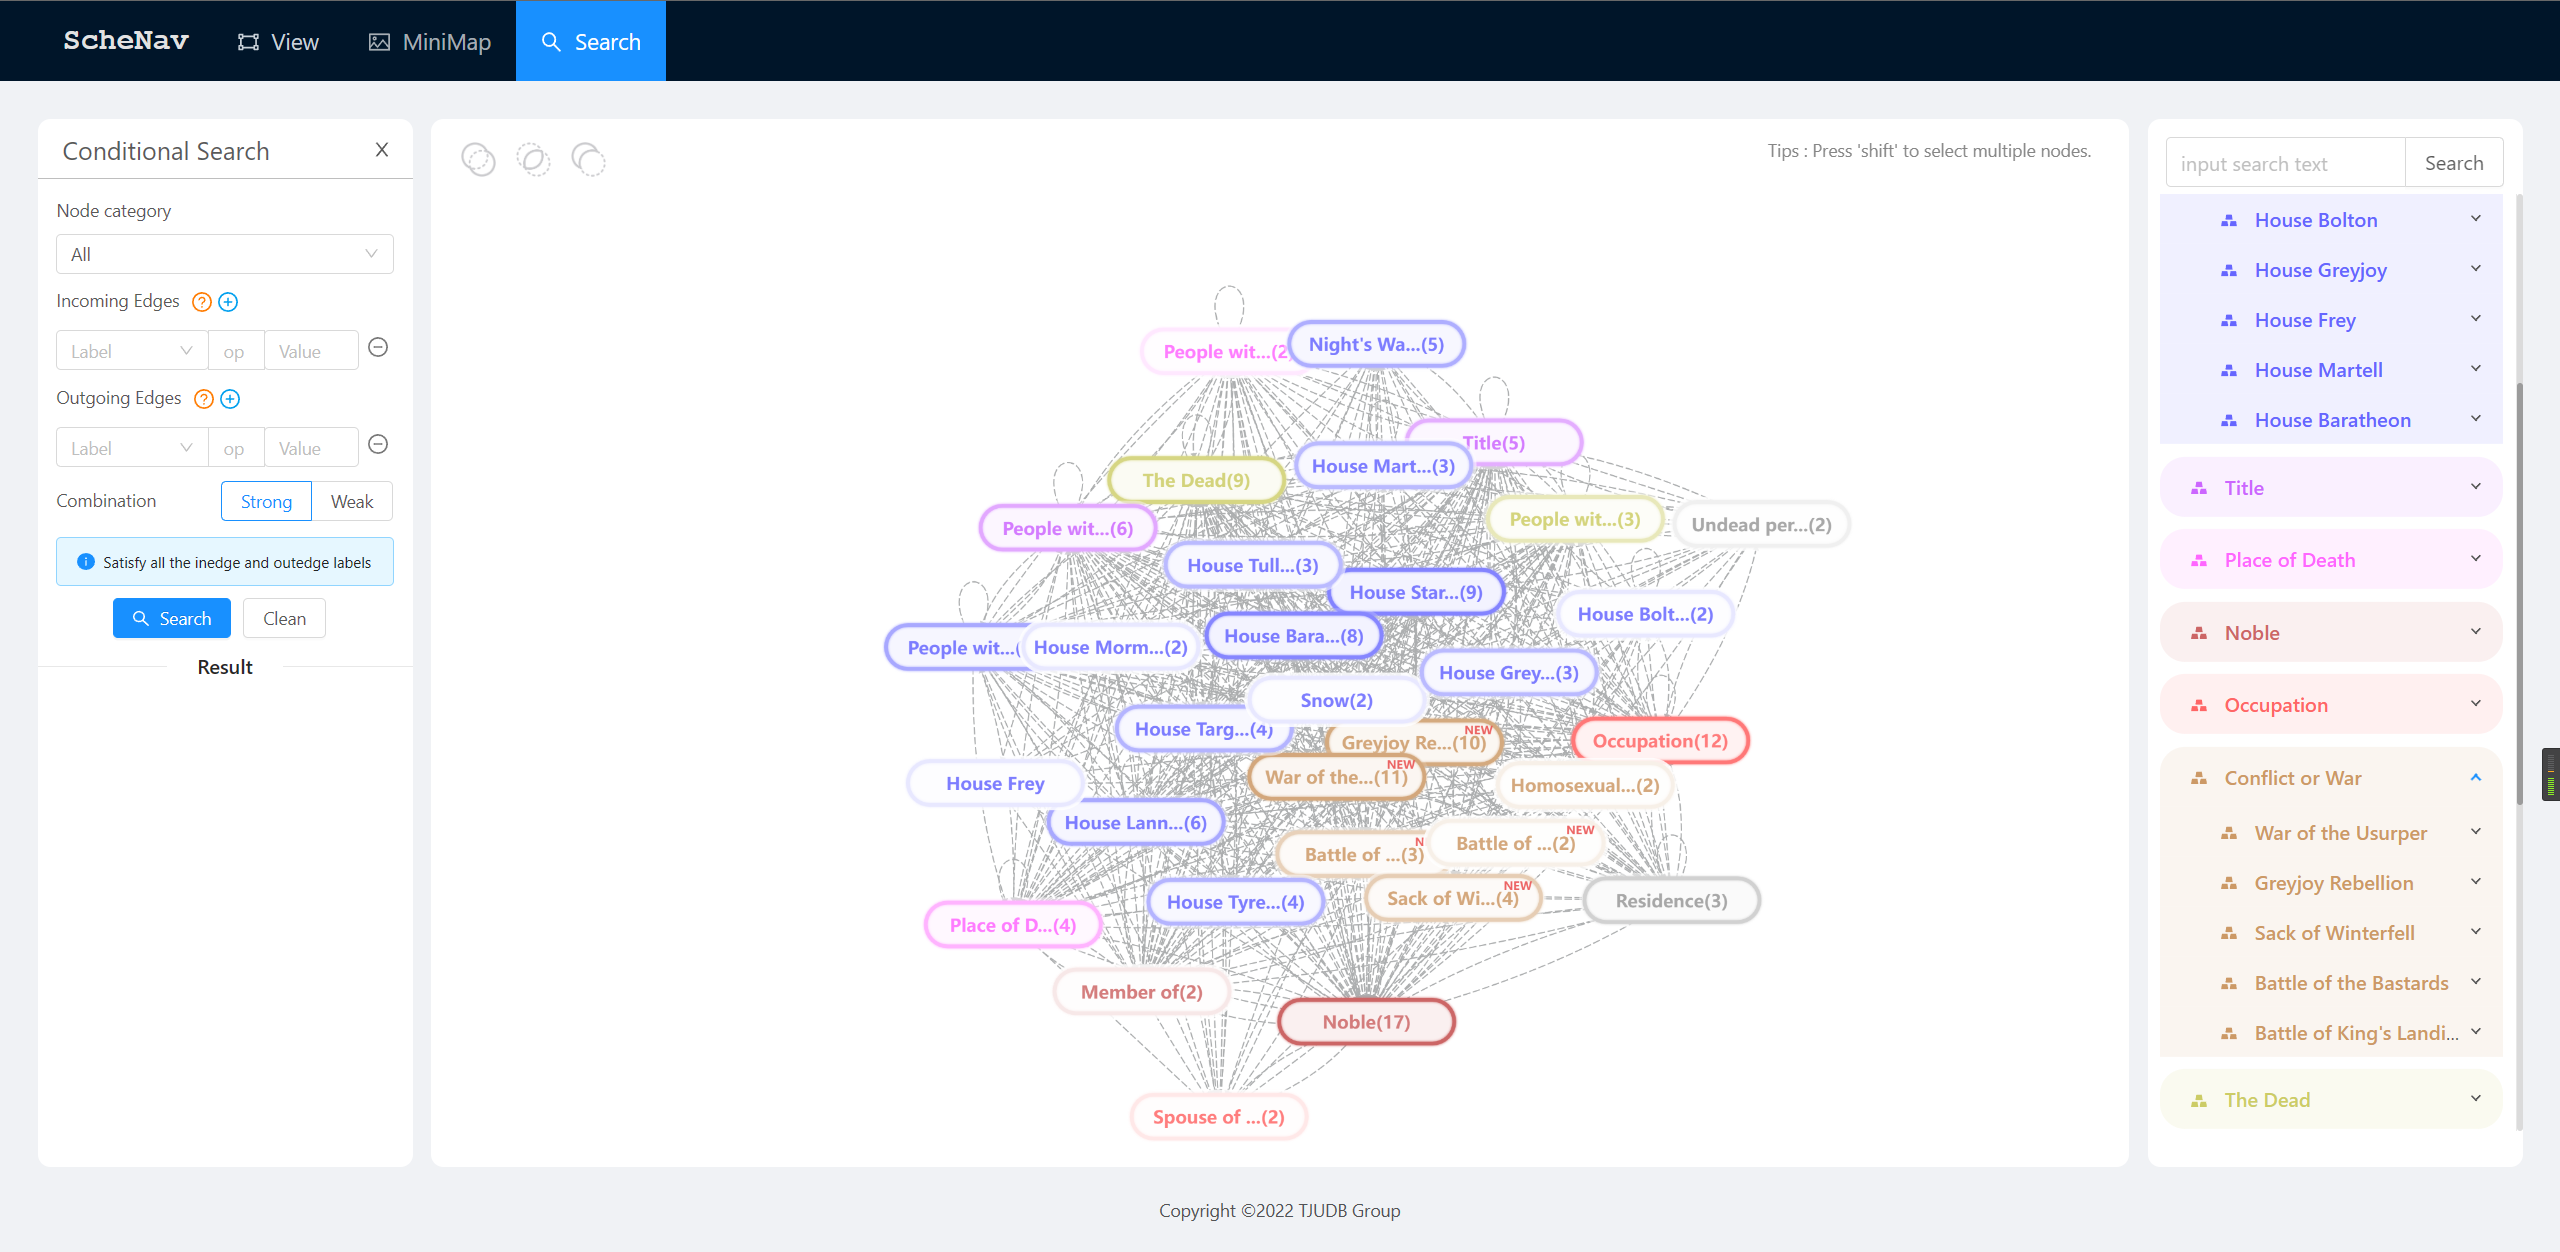 ScheNav View MiniMap Search
Conditional Search X
Node category
All
Incoming Edges ?
Label op Value
Outgoing Edges ?
Label op Value
Combination Strong Weak
Satisfy all the inedge and outedge labels
Search Clean
Result
Tips : Press 'shift' to select multiple nodes.
People wit...(2
Night's Wa...(5)
Title(5)
House Mart...(3)
The Dead(9)
People wit...(3)
Undead per...(2)
People wit...(6)
House Tull...(3)
House Star...(9)
House Bolt...(2)
House Bara...(8)
People wit...(
House Morm...(2)
House Grey...(3)
Snow(2)
House Targ...(4)
NEW
Greyjoy Re...(10)
Occupation(12)
NEW
War of the...(11)
House Frey
Homosexual...(2)
House Lann...(6)
NEW
Battle of ...(2)
N
Battle of ...(3)
NEW
Sack of Wi...(4)
House Tyre...(4)
Residence(3)
Place of D...(4)
Member of(2)
Noble(17)
Spouse of ...(2)
input search text Search
House Bolton
House Greyjoy
House Frey
House Martell
House Baratheon
Title
Place of Death
Noble
Occupation
Conflict or War
War of the Usurper
Greyjoy Rebellion
Sack of Winterfell
Battle of the Bastards
Battle of King's Landi...
The Dead
Copyright ©2022 TJUDB Group